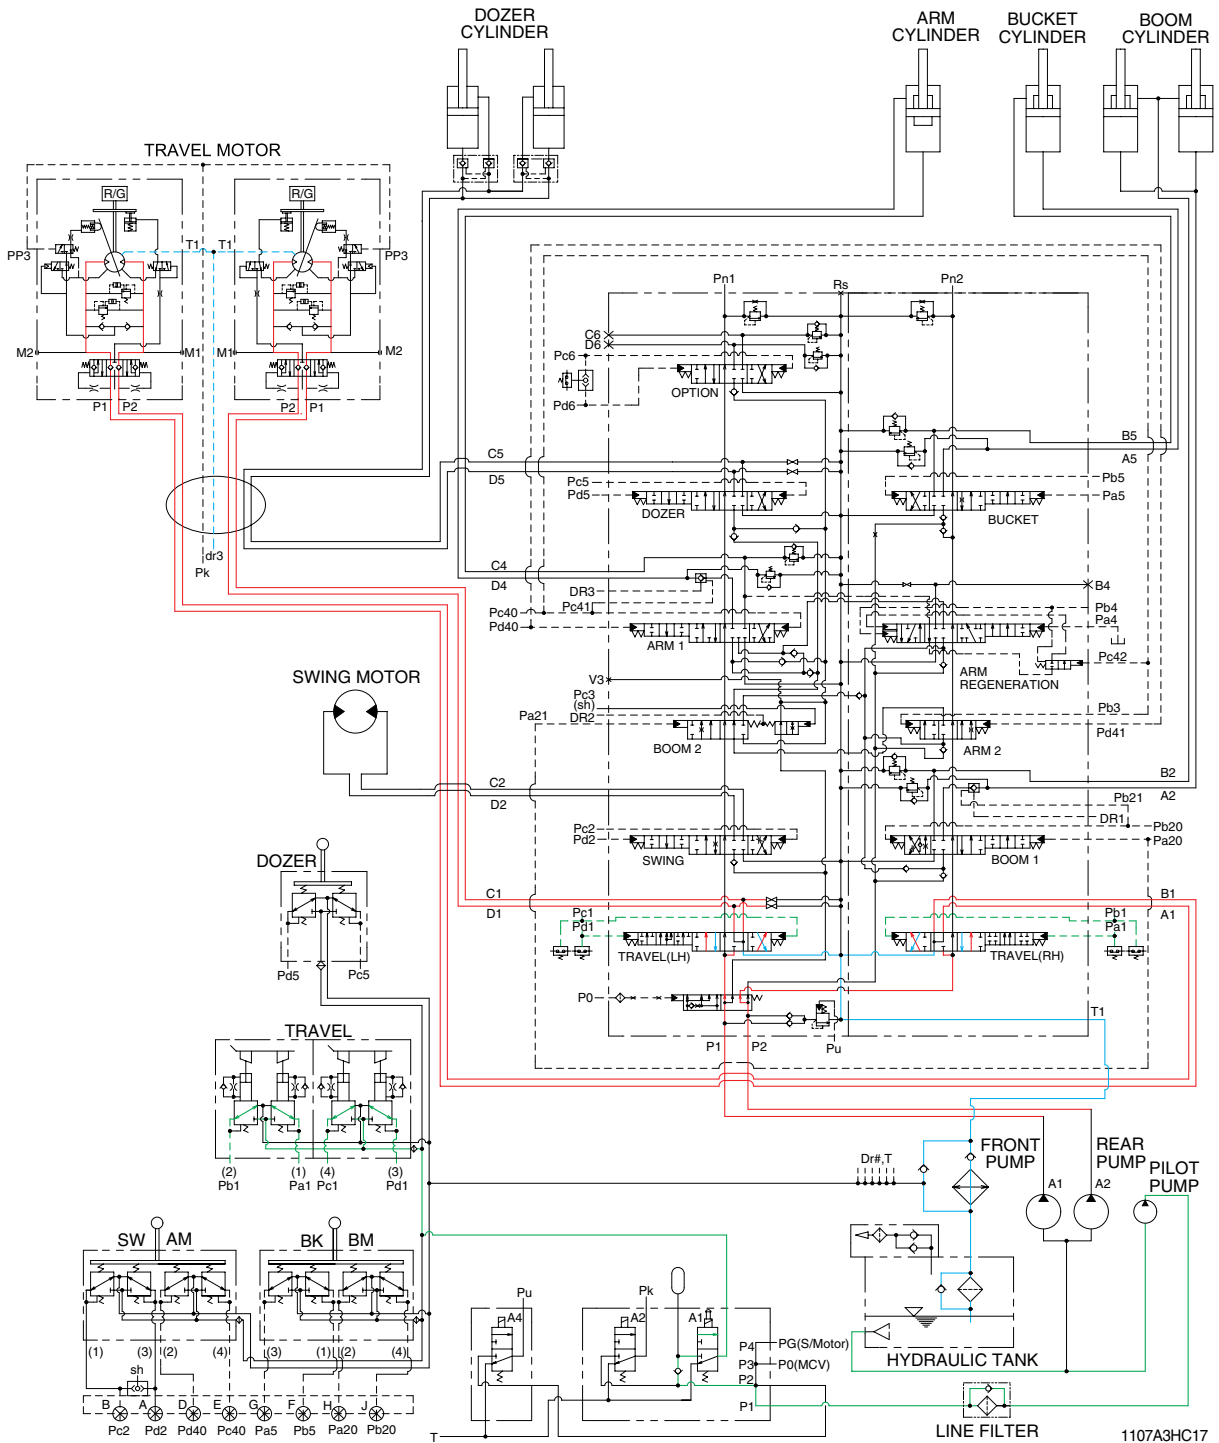 DOZER
CYLINDER
ARM
CYLINDER
BUCKET
CYLINDER
BOOM
CYLINDER
TRAVEL MOTOR
R/G
R/G
PP3
T1
T1
PP3
M2
M1
M1
M2
P1
P2
P2
P1
dr3
Pk
Pn1
Rs
Pn2
C6
D6
Pc6
Pd6
OPTION
C5
D5
Pc5
Pd5
DOZER
B5
A5
Pb5
Pa5
BUCKET
C4
D4
DR3
Pc41
Pc40
Pd40
ARM 1
B4
Pb4
Pa4
Pc42
ARM
REGENERATION
SWING MOTOR
V3
Pc3
(sh)
DR2
Pa21
BOOM 2
Pb3
Pd41
ARM 2
C2
D2
B2
A2
Pb21
DR1
Pc2
Pd2
SWING
Pb20
Pa20
BOOM 1
DOZER
Pd5
Pc5
C1
D1
Pc1
Pd1
TRAVEL(LH)
B1
A1
Pb1
Pa1
TRAVEL(RH)
P0
P1
P2
Pu
T1
TRAVEL
(2)
Pb1
(1)
Pa1
(4)
Pc1
(3)
Pd1
Dr#,T
FRONT
PUMP
A1
REAR
PUMP
A2
PILOT
PUMP
SW
AM
BK
BM
(1)
(3)
(2)
(4)
(3)
(1)
(2)
(4)
sh
B
A
D
E
G
F
H
J
Pc2
Pd2
Pd40
Pc40
Pa5
Pb5
Pa20
Pb20
Pu
A4
Pk
A2
A1
P4
PG(S/Motor)
P3
P0(MCV)
P2
P1
T
HYDRAULIC TANK
LINE FILTER
1107A3HC17